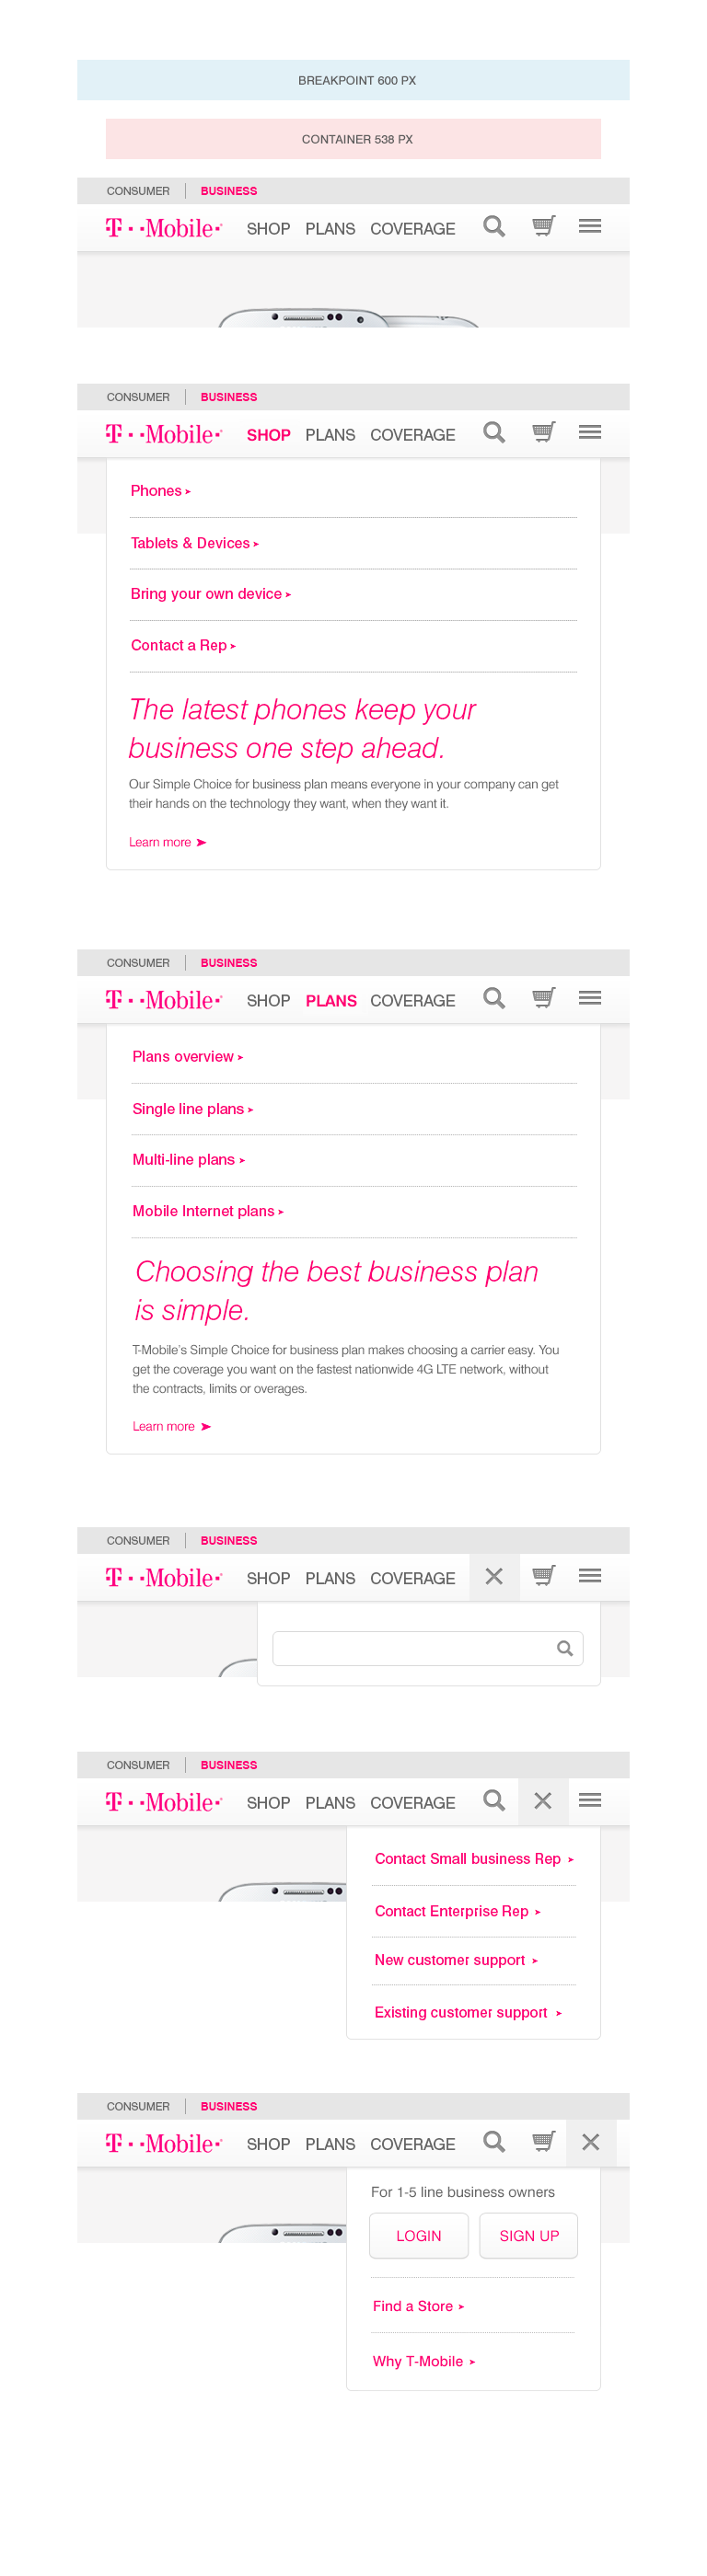 BREAKPOINT 600 PX
CONTAINER 538 PX
CONSUMER BUSINESS
T··Mobile· SHOP PLANS COVERAGE
CONSUMER BUSINESS
T··Mobile· SHOP PLANS COVERAGE
Phones
Tablets & Devices
Bring your own device
Contact a Rep
The latest phones keep your
business one step ahead.
Our Simple Choice for business plan means everyone in your company can get
their hands on the technology they want, when they want it.
Learn more
CONSUMER BUSINESS
T··Mobile· SHOP PLANS COVERAGE
Plans overview
Single line plans
Multi-line plans
Mobile Internet plans
Choosing the best business plan
is simple.
T-Mobile's Simple Choice for business plan makes choosing a carrier easy. You
get the coverage you want on the fastest nationwide 4G LTE network, without
the contracts, limits or overages.
Learn more
CONSUMER BUSINESS
T··Mobile· SHOP PLANS COVERAGE
CONSUMER BUSINESS
T··Mobile· SHOP PLANS COVERAGE
Contact Small business Rep
Contact Enterprise Rep
New customer support
Existing customer support
CONSUMER BUSINESS
T··Mobile· SHOP PLANS COVERAGE
For 1-5 line business owners
LOGIN SIGN UP
Find a Store
Why T-Mobile